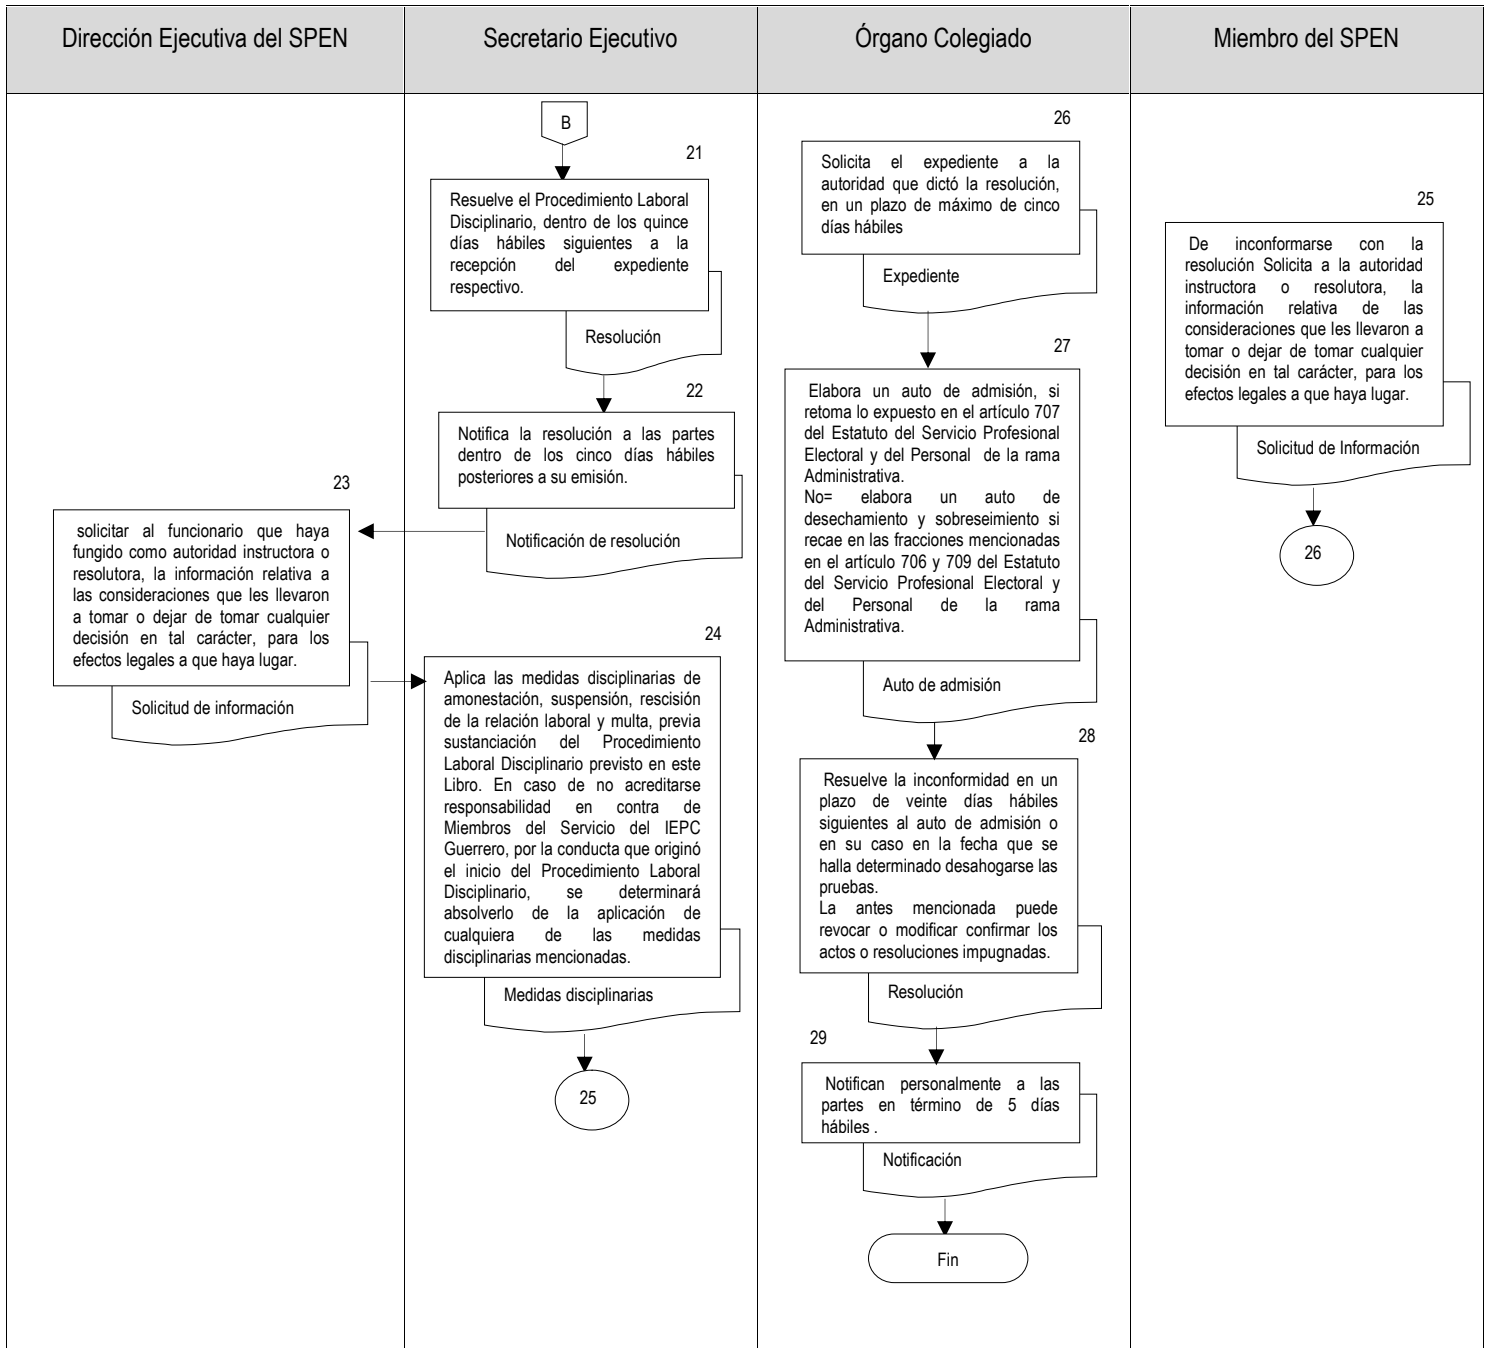 Dirección Ejecutiva del SPEN
Secretario Ejecutivo
Órgano Colegiado
Miembro del SPEN
B
21
Resuelve el Procedimiento Laboral
Disciplinario, dentro de los quince
días hábiles siguientes a la
recepción del expediente
respectivo.
Resolución
22
Notifica la resolución a las partes
dentro de los cinco días hábiles
posteriores a su emisión.
Notificación de resolución
23
solicitar al funcionario que haya
fungido como autoridad instructora o
resolutora, la información relativa a
las consideraciones que les llevaron
a tomar o dejar de tomar cualquier
decisión en tal carácter, para los
efectos legales a que haya lugar.
Solicitud de información
24
Aplica las medidas disciplinarias de
amonestación, suspensión, rescisión
de la relación laboral y multa, previa
sustanciación del Procedimiento
Laboral Disciplinario previsto en este
Libro. En caso de no acreditarse
responsabilidad en contra de
Miembros del Servicio del IEPC
Guerrero, por la conducta que originó
el inicio del Procedimiento Laboral
Disciplinario, se determinará
absolverlo de la aplicación de
cualquiera de las medidas
disciplinarias mencionadas.
Medidas disciplinarias
25
25
De inconformarse con la
resolución Solicita a la autoridad
instructora o resolutora, la
información relativa de las
consideraciones que les llevaron a
tomar o dejar de tomar cualquier
decisión en tal carácter, para los
efectos legales a que haya lugar.
Solicitud de Información
26
26
Solicita el expediente a la
autoridad que dictó la resolución,
en un plazo de máximo de cinco
días hábiles
Expediente
27
Elabora un auto de admisión, si
retoma lo expuesto en el artículo 707
del Estatuto del Servicio Profesional
Electoral y del Personal de la rama
Administrativa.
No= elabora un auto de
desechamiento y sobreseimiento si
recae en las fracciones mencionadas
en el artículo 706 y 709 del Estatuto
del Servicio Profesional Electoral y
del Personal de la rama
Administrativa.
Auto de admisión
28
Resuelve la inconformidad en un
plazo de veinte días hábiles
siguientes al auto de admisión o
en su caso en la fecha que se
halla determinado desahogarse las
pruebas.
La antes mencionada puede
revocar o modificar confirmar los
actos o resoluciones impugnadas.
Resolución
29
Notifican personalmente a las
partes en término de 5 días
hábiles .
Notificación
Fin